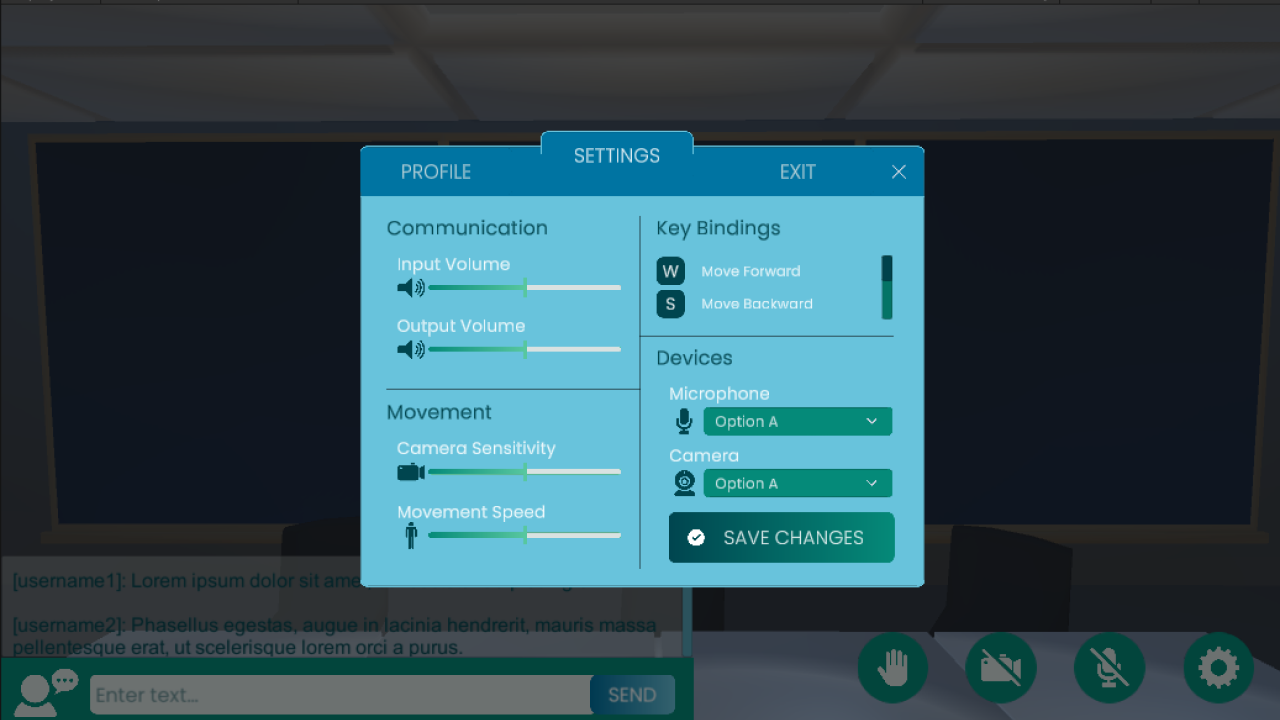 PROFILE
SETTINGS
EXIT
Communication
Input Volume
Output Volume
Movement
Camera Sensitivity
Movement Speed
Key Bindings
W Move Forward
S Move Backward
Devices
Microphone
Option A
Camera
Option A
SAVE CHANGES
[username1]: Lorem ipsum dolor sit ame
[username2]: Phasellus egestas, augue in lacinia hendrerit, mauris massa,
pellentesque erat, ut scelerisque lorem orci a purus.
Enter text...
SEND